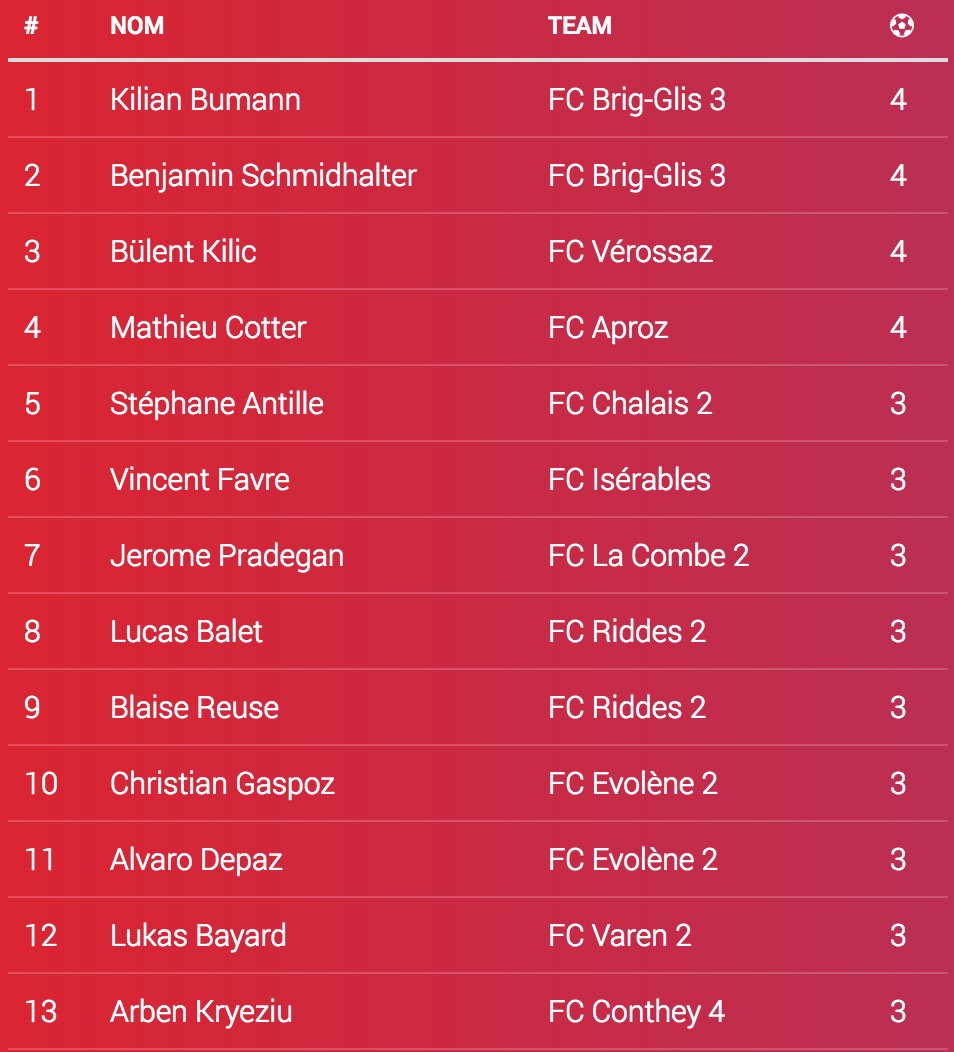 # NOM TEAM
1 Kilian Bumann FC Brig-Glis 3 4
2 Benjamin Schmidhalter FC Brig-Glis 3 4
3 Bülent Kilic FC Vérossaz 4
4 Mathieu Cotter FC Aproz 4
5 Stéphane Antille FC Chalais 2 3
6 Vincent Favre FC Isérables 3
7 Jerome Pradegan FC La Combe 2 3
8 Lucas Balet FC Riddes 2 3
9 Blaise Reuse FC Riddes 2 3
10 Christian Gaspoz FC Evolène 2 3
11 Alvaro Depaz FC Evolène 2 3
12 Lukas Bayard FC Varen 2 3
13 Arben Kryeziu FC Conthey 4 3